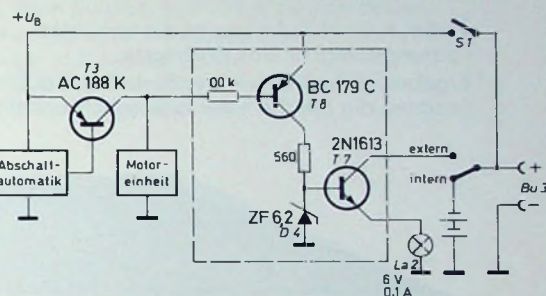 +U_B
S1
T3
AC 188 K
00 k
BC 179 C
T8
Abschalt-
automatik
Motor-
einheit
560
2N1613
T7
extern
intern
+
Bu 3
−
ZF 6,2
D4
La 2
6 V
0,1 A